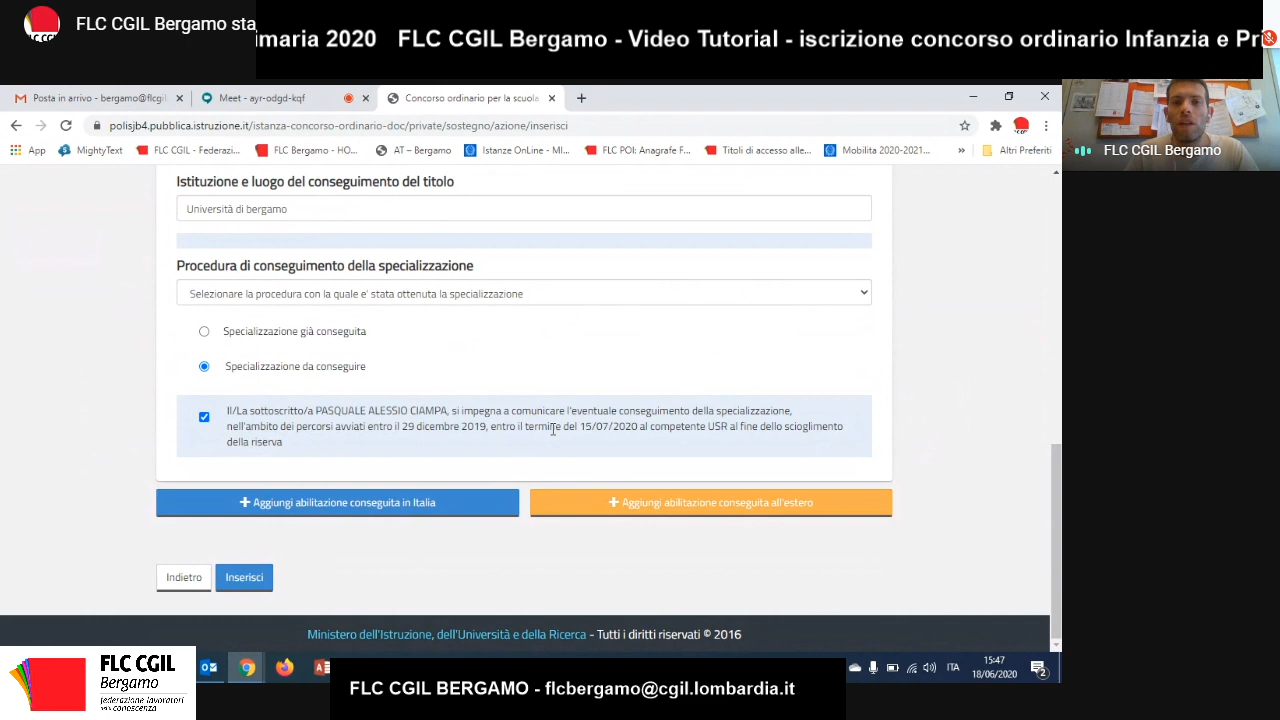 FLC CGIL Bergamo sta
imaria 2020 FLC CGIL Bergamo - Video Tutorial - iscrizione concorso ordinario Infanzia e Pri
Posta in arrivo - bergamo@flcgil
Meet - ayr-odgd-kqf
Concorso ordinario per la scuola
polisjb4.pubblica.istruzione.it/istanza-concorso-ordinario-doc/private/sostegno/azione/inserisci
App
MightyText
FLC CGIL - Federazi...
FLC Bergamo - HO...
AT – Bergamo
Istanze OnLine - MI...
FLC POI: Anagrafe F...
Titoli di accesso alle...
Mobilita 2020-2021...
» Altri Preferiti
FLC CGIL Bergamo
Istituzione e luogo del conseguimento del titolo
Università di bergamo
Procedura di conseguimento della specializzazione
Selezionare la procedura con la quale e' stata ottenuta la specializzazione
Specializzazione già conseguita
Specializzazione da conseguire
Il/La sottoscritto/a PASQUALE ALESSIO CIAMPA, si impegna a comunicare l'eventuale conseguimento della specializzazione,
nell'ambito dei percorsi avviati entro il 29 dicembre 2019, entro il termine del 15/07/2020 al competente USR al fine dello scioglimento
della riserva
+ Aggiungi abilitazione conseguita in Italia
+ Aggiungi abilitazione conseguita all'estero
Indietro
Inserisci
Ministero dell'Istruzione, dell'Università e della Ricerca - Tutti i diritti riservati © 2016
ITA
15:47
18/06/2020
2
FLC CGIL
Bergamo
federazione lavoratori
della conoscenza
FLC CGIL BERGAMO - flcbergamo@cgil.lombardia.it